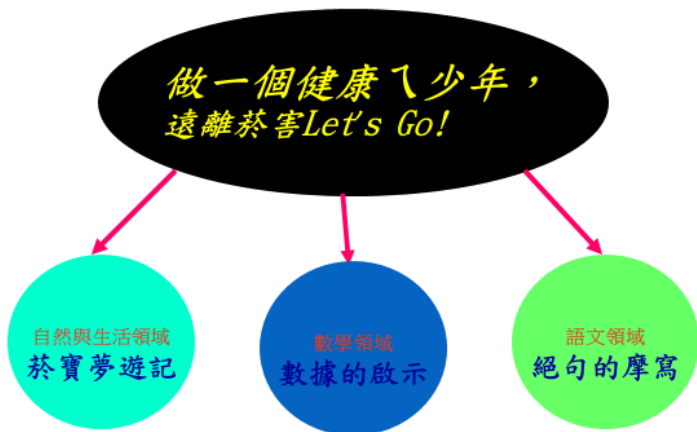 做一個健康ㄟ少年，
遠離菸害Let's Go!
自然與生活領域
菸寶夢遊記
數學領域
數據的啟示
語文領域
絕句的摩寫